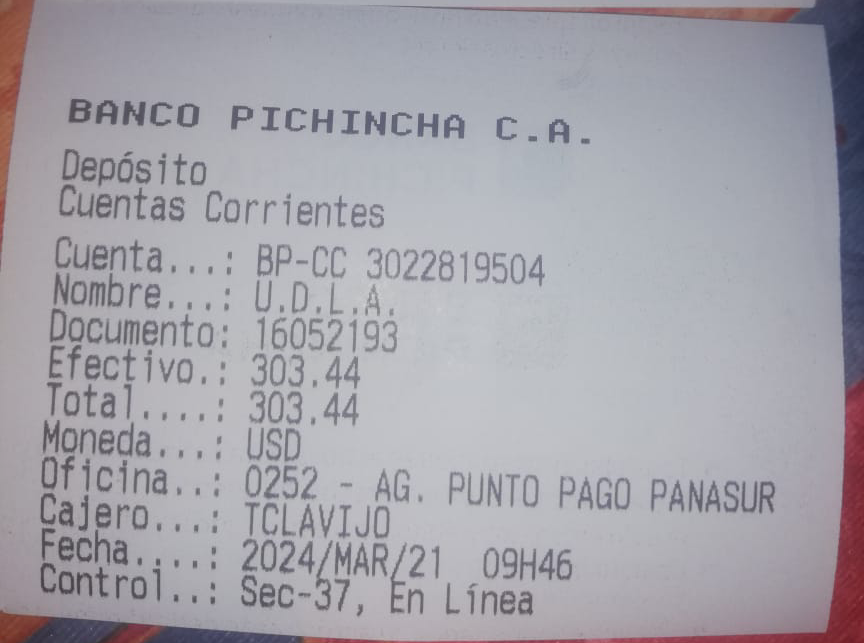 BANCO PICHINCHA C.A.
Depósito
Cuentas Corrientes
Cuenta...: BP-CC 3022819504
Nombre...: U.D.L.A.
Documento: 16052193
Efectivo.: 303.44
Total....: 303.44
Moneda...: USD
Oficina..: 0252 - AG. PUNTO PAGO PANASUR
Cajero...: TCLAVIJO
Fecha....: 2024/MAR/21 09H46
Control..: Sec-37, En Línea